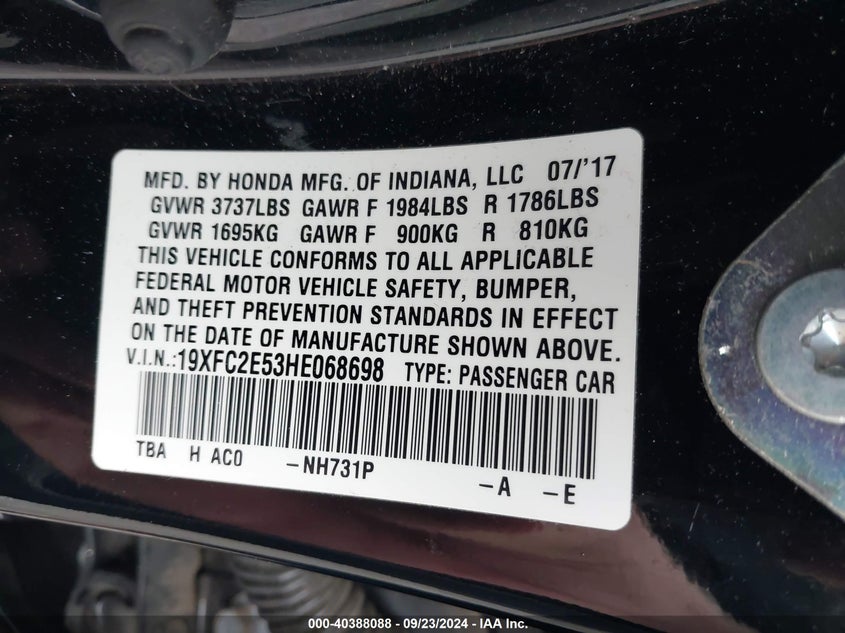 MFD. BY HONDA MFG. OF INDIANA, LLC 07/'17
GVWR 3737LBS GAWR F 1984LBS R 1786LBS
GVWR 1695KG GAWR F 900KG R 810KG
THIS VEHICLE CONFORMS TO ALL APPLICABLE
FEDERAL MOTOR VEHICLE SAFETY, BUMPER,
AND THEFT PREVENTION STANDARDS IN EFFECT
ON THE DATE OF MANUFACTURE SHOWN ABOVE.
V.I.N.:19XFC2E53HE068698 TYPE: PASSENGER CAR
TBA H AC0 -NH731P -A -E
000-40388088 - 09/23/2024 - IAA Inc.